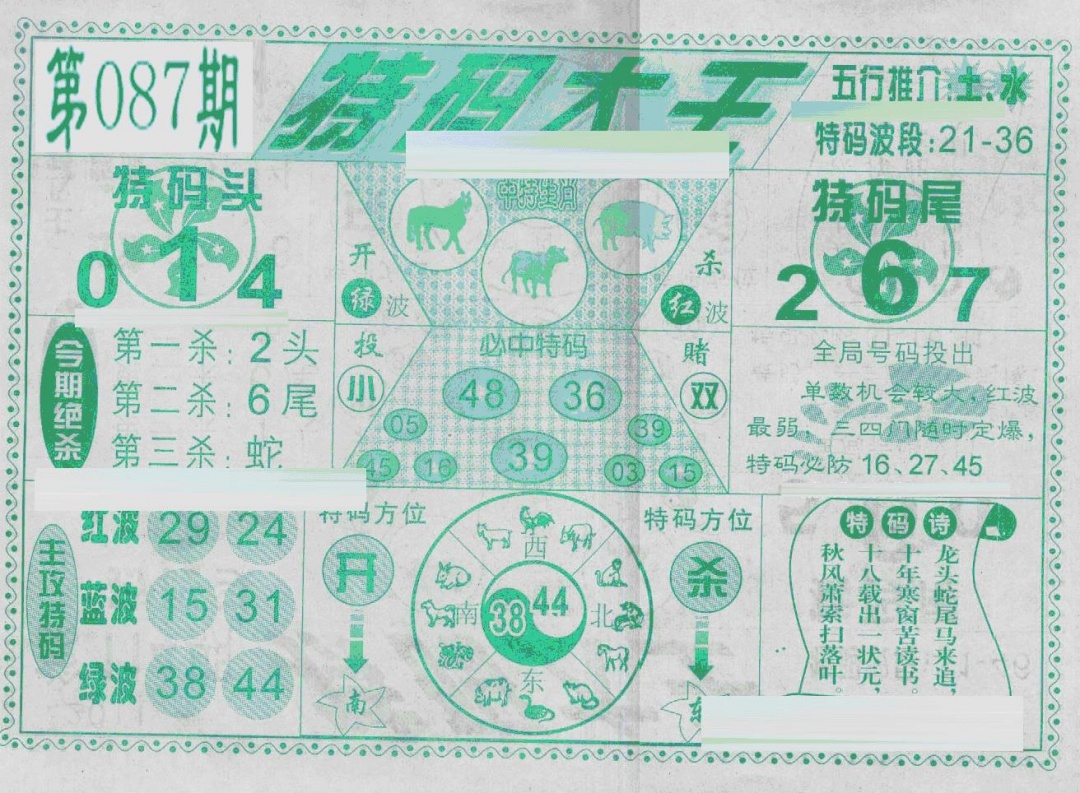 第087期
特码大王
五行推介:土、水
特码波段:21-36
特码头
0 1 4
开
绿波
杀
红波
特码尾
2 6 7
今期绝杀
第一杀:2头
第二杀:6尾
第三杀:蛇
投
小
必中特码
48 36
39
05
45 16
39
03 15
赌
双
全局号码投出
单数机会较大,红波
最弱,三四门随时定爆,
特码必防16、27、45
主攻特码
红波 29 24
蓝波 15 31
绿波 38 44
特码方位
开
南
西
南
北
东
38 44
特码方位
杀
特码诗
龙头蛇尾马来追,
十年寒窗苦读书。
十八载出一状元,
秋风萧索扫落叶。